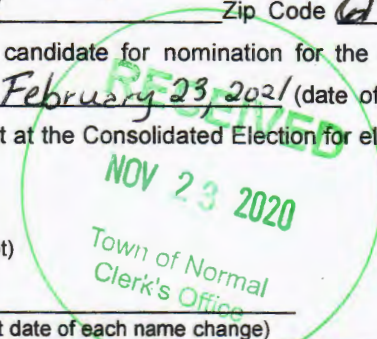 Zip Code 6
candidate for nomination for the
February 23, 2021 (date of
t at the Consolidated Election for el
RECEIVED
NOV 23 2020
t)
Town of Normal
Clerk's Office
t date of each name change)